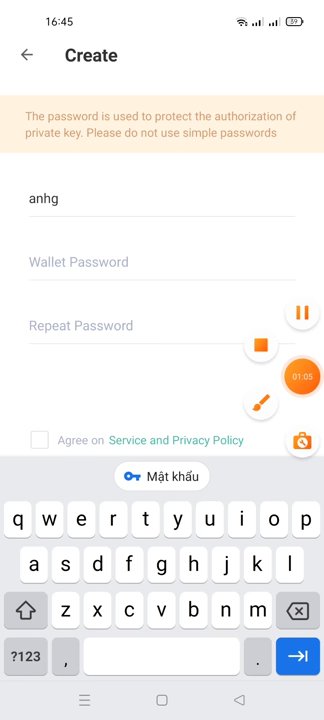 16:45
59
Create
The password is used to protect the authorization of
private key. Please do not use simple passwords
anhg
Wallet Password
Repeat Password
01:05
Agree on Service and Privacy Policy
Mật khẩu
q w e r t y u i o p
a s d f g h j k l
z x c v b n m
?123 , .